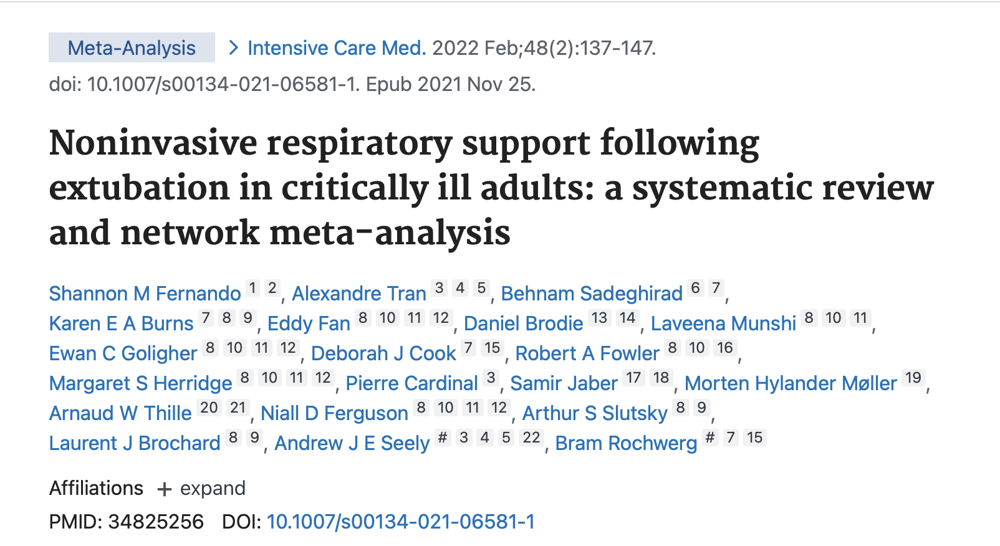 Meta-Analysis > Intensive Care Med. 2022 Feb;48(2):137-147.
doi: 10.1007/s00134-021-06581-1. Epub 2021 Nov 25.
Noninvasive respiratory support following
extubation in critically ill adults: a systematic review
and network meta-analysis
Shannon M Fernando 1 2, Alexandre Tran 3 4 5, Behnam Sadeghirad 6 7,
Karen E A Burns 7 8 9, Eddy Fan 8 10 11 12, Daniel Brodie 13 14, Laveena Munshi 8 10 11,
Ewan C Goligher 8 10 11 12, Deborah J Cook 7 15, Robert A Fowler 8 10 16,
Margaret S Herridge 8 10 11 12, Pierre Cardinal 3, Samir Jaber 17 18, Morten Hylander Møller 19,
Arnaud W Thille 20 21, Niall D Ferguson 8 10 11 12, Arthur S Slutsky 8 9,
Laurent J Brochard 8 9, Andrew J E Seely # 3 4 5 22, Bram Rochwerg # 7 15
Affiliations + expand
PMID: 34825256 DOI: 10.1007/s00134-021-06581-1